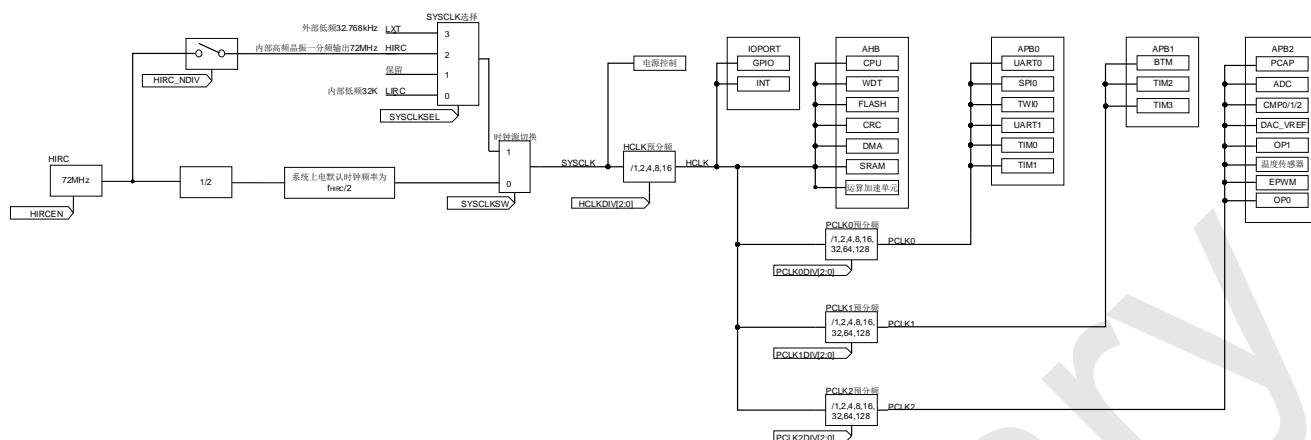 SYSCLK选择
外部低频32.768kHz LXT
3
内部高频晶振一分频输出72MHz HIRC
2
保留
1
内部低频32K LIRC
0
HIRC_NDIV
SYSCLKSEL
时钟源切换
1
0
SYSCLKSW
HIRC
72MHz
HIRCEN
1/2
系统上电默认时钟频率为
fHIRC/2
SYSCLK
电源控制
HCLK预分频
/1,2,4,8,16
HCLKDIV[2:0]
HCLK
IOPORT
GPIO
INT
AHB
CPU
WDT
FLASH
CRC
DMA
SRAM
运算加速单元
APB0
UART0
SPI0
TWI0
UART1
TIM0
TIM1
APB1
BTM
TIM2
TIM3
APB2
PCAP
ADC
CMP0/1/2
DAC_VREF
OP1
温度传感器
EPWM
OP0
PCLK0预分频
/1,2,4,8,16,
32,64,128
PCLK0
PCLK0DIV[2:0]
PCLK1预分频
/1,2,4,8,16,
32,64,128
PCLK1
PCLK1DIV[2:0]
PCLK2预分频
/1,2,4,8,16,
32,64,128
PCLK2
PCLK2DIV[2:0]
ery